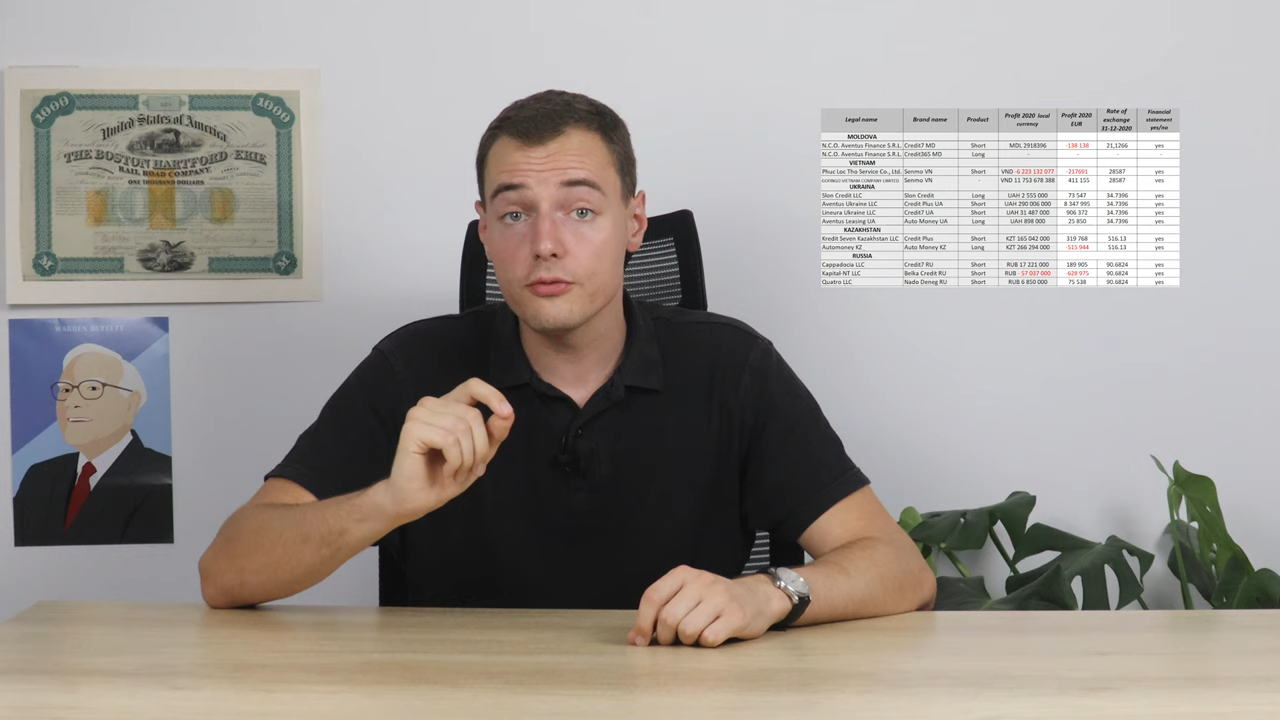 1000
1000
United States of America
THE BOSTON HARTFORD & ERIE
RAIL ROAD COMPANY
ONE THOUSAND DOLLARS
M
M
WARREN BUFFETT
Legal name Brand name Product Profit 2020 local currency Profit 2020 EUR Rate of exchange 31-12-2020 Financial statement yes/no
MOLDOVA
N.C.O. Aventus Finance S.R.L. Credit7 MD Short MDL 2918396 -138 138 21,1266 yes
N.C.O. Aventus Finance S.R.L. Credit365 MD Long - - - -
VIETNAM
Phuc Loc Tho Service Co., Ltd. Senmo VN Short VND -6 223 132 077 -217691 28587 yes
GOFINGO VIETNAM COMPANY LIMITED Senmo VN VND 11 753 678 388 411 155 28587 yes
UKRAINA
Slon Credit LLC Slon Credit Long UAH 2 555 000 73 547 34.7396 yes
Aventus Ukraine LLC Credit Plus UA Short UAH 290 006 000 8 347 995 34.7396 yes
Lineura Ukraine LLC Credit7 UA Short UAH 31 487 000 906 372 34.7396 yes
Aventus Leasing UA Auto Money UA Long UAH 898 000 25 850 34.7396 yes
KAZAKHSTAN
Kredit Seven Kazakhstan LLC Credit Plus Short KZT 165 042 000 319 768 516.13 yes
Automoney KZ Auto Money KZ Long KZT 266 294 000 -515 944 516.13 yes
RUSSIA
Cappadocia LLC Credit7 RU Short RUB 17 221 000 189 905 90.6824 yes
Kapital-NT LLC Belka Credit RU Short RUB - 57 037 000 -628 975 90.6824 yes
Quatro LLC Nado Deneg RU Short RUB 6 850 000 75 538 90.6824 yes